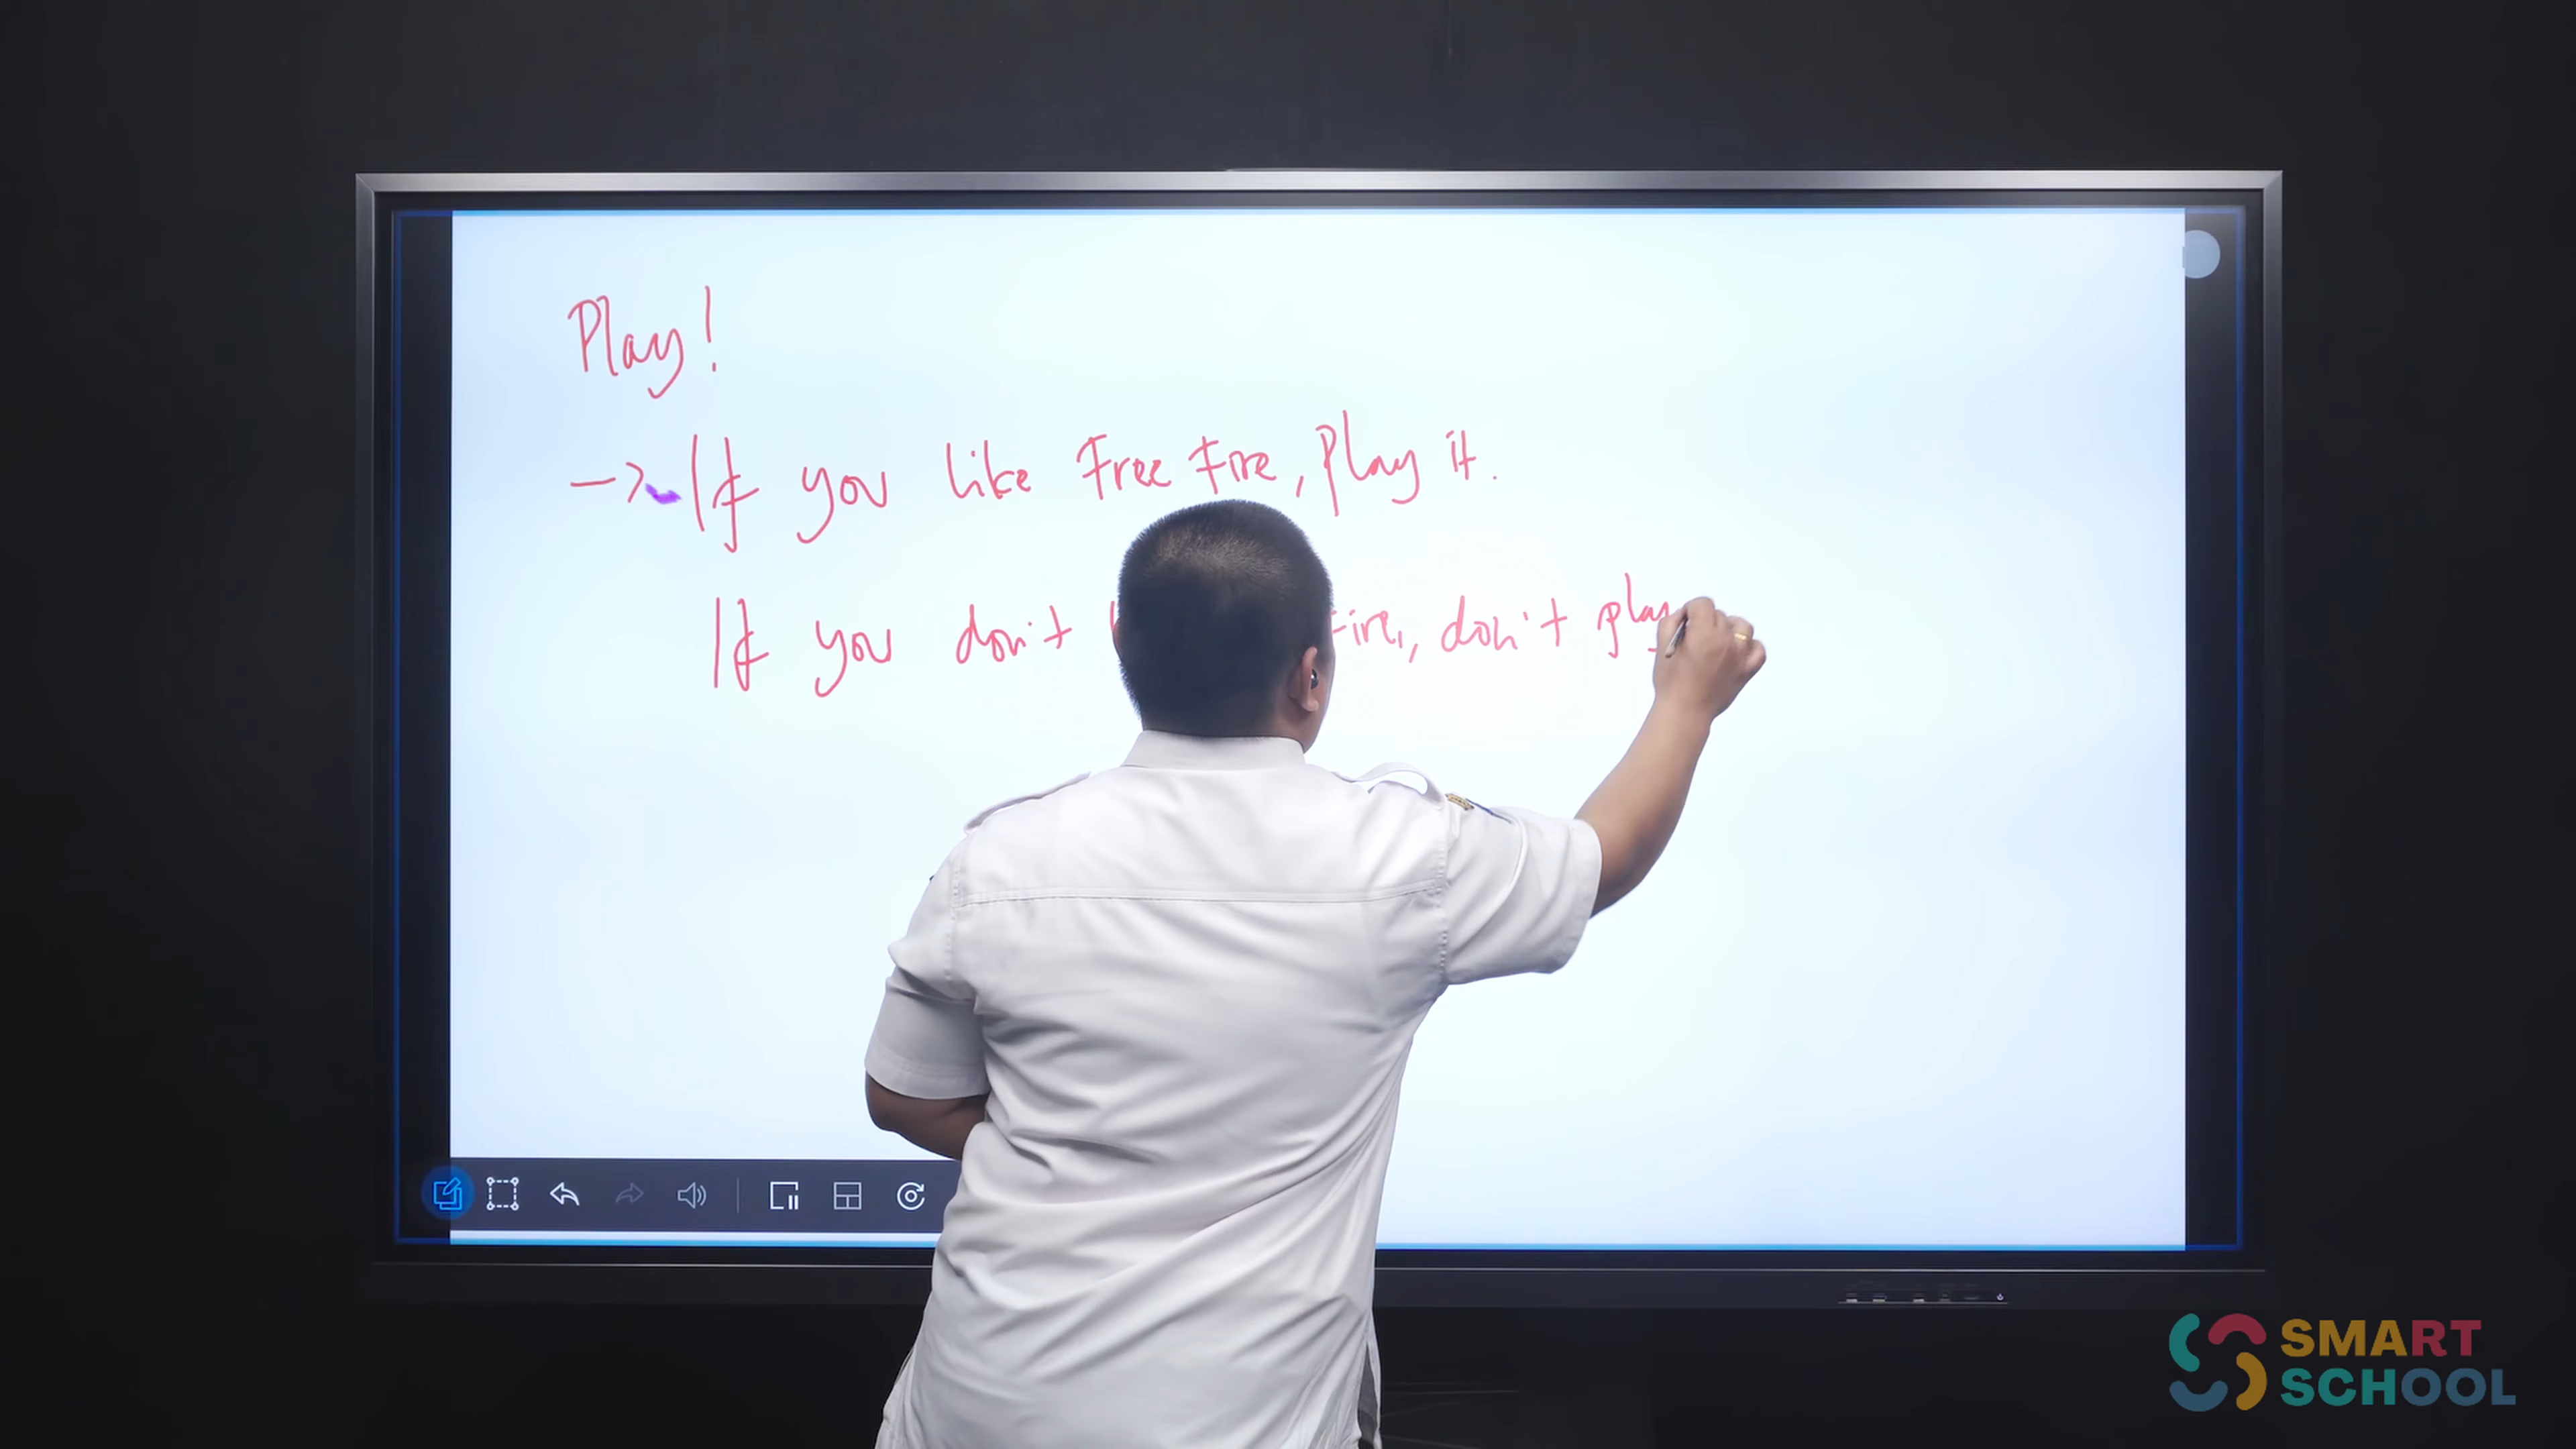 Play!
-> If you like Free Fire, Play it.
If you don't Fire, don't play
SMART
SCHOOL